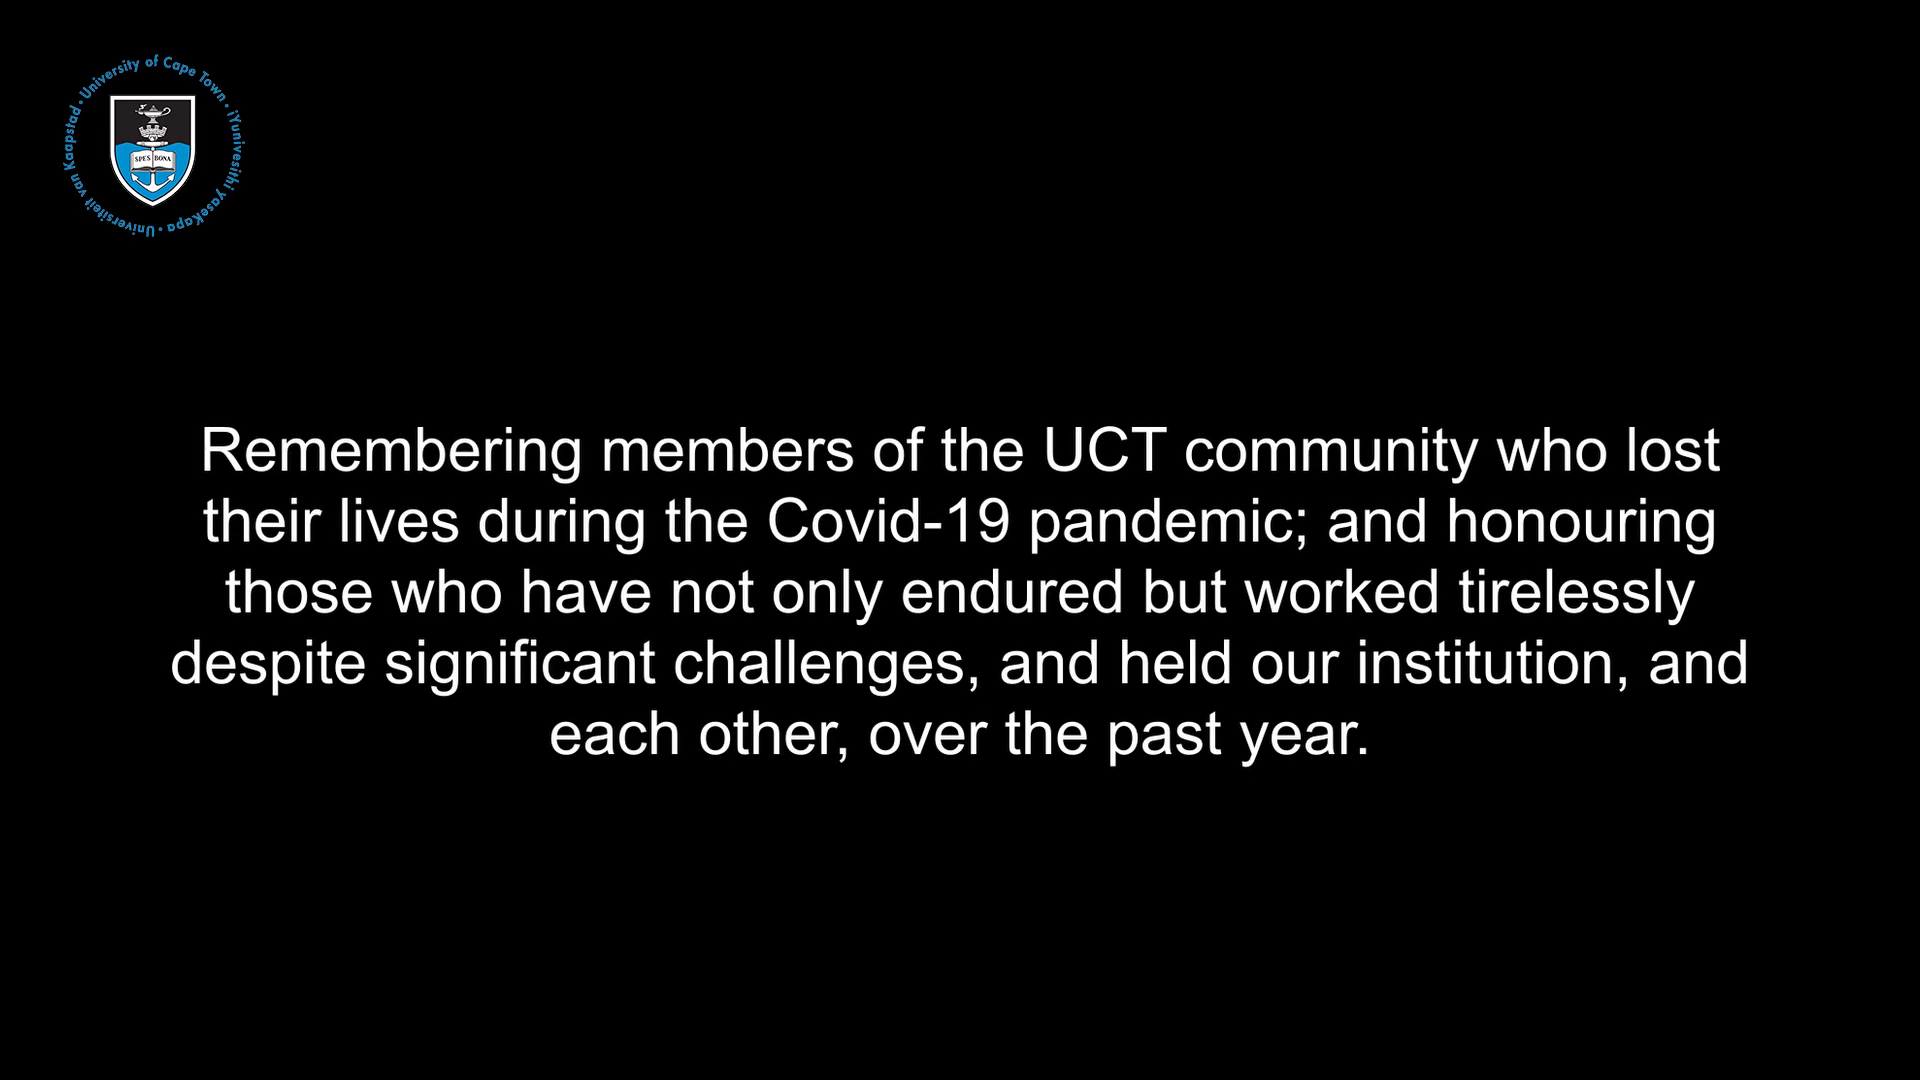 University of Cape Town • iYunivesithi yaseKapa • Universiteit van Kaapstad •
SPES BONA
Remembering members of the UCT community who lost
their lives during the Covid-19 pandemic; and honouring
those who have not only endured but worked tirelessly
despite significant challenges, and held our institution, and
each other, over the past year.